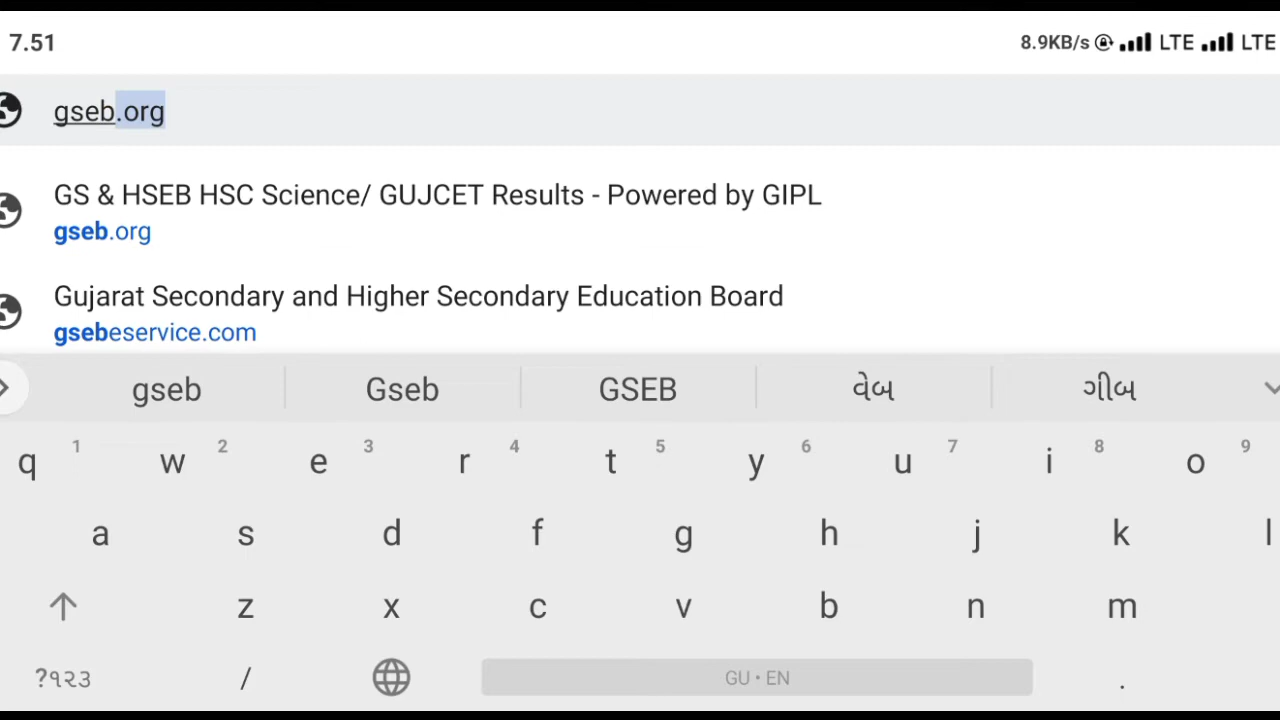 7.51 8.9KB/s LTE LTE
gseb.org
GS & HSEB HSC Science/ GUJCET Results - Powered by GIPL
gseb.org
Gujarat Secondary and Higher Secondary Education Board
gsebeservice.com
gseb Gseb GSEB વેબ ગીબ
q 1 w 2 e 3 r 4 t 5 y 6 u 7 i 8 o 9
a s d f g h j k l
z x c v b n m
?૧૨૩ / GU • EN .